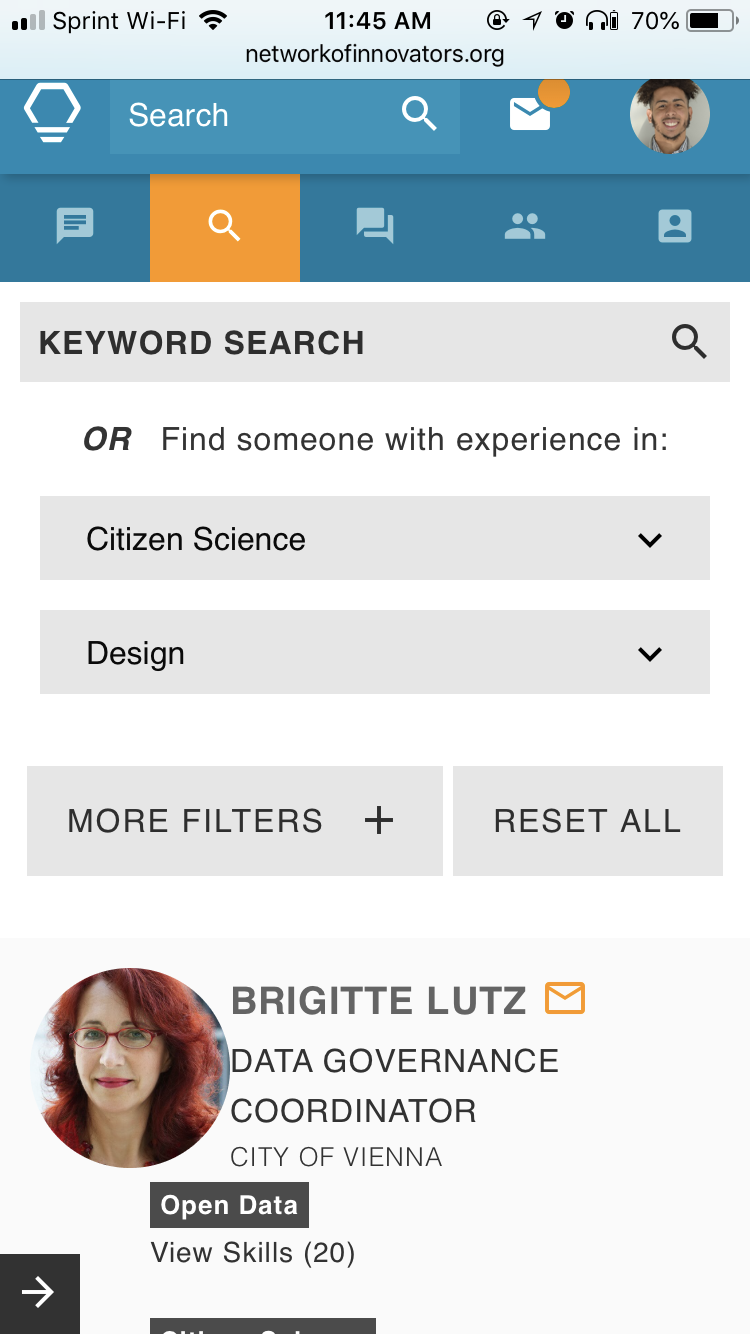 Sprint Wi-Fi 11:45 AM 70%
networkofinnovators.org
Search
KEYWORD SEARCH
OR Find someone with experience in:
Citizen Science
Design
MORE FILTERS +
RESET ALL
BRIGITTE LUTZ
DATA GOVERNANCE
COORDINATOR
CITY OF VIENNA
Open Data
View Skills (20)